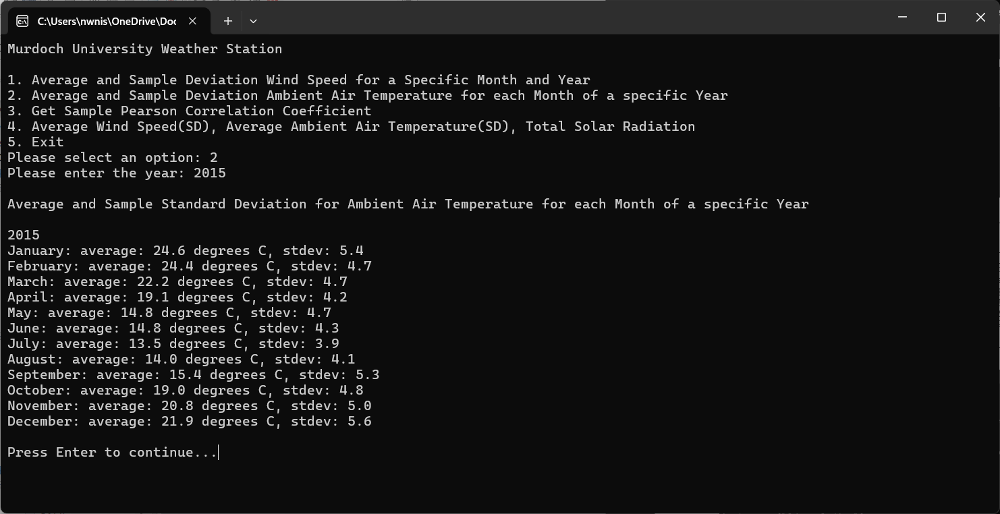 C:\Users\nwnis\OneDrive\Doc
Murdoch University Weather Station
1. Average and Sample Deviation Wind Speed for a Specific Month and Year
2. Average and Sample Deviation Ambient Air Temperature for each Month of a specific Year
3. Get Sample Pearson Correlation Coefficient
4. Average Wind Speed(SD), Average Ambient Air Temperature(SD), Total Solar Radiation
5. Exit
Please select an option: 2
Please enter the year: 2015
Average and Sample Standard Deviation for Ambient Air Temperature for each Month of a specific Year
2015
January: average: 24.6 degrees C, stdev: 5.4
February: average: 24.4 degrees C, stdev: 4.7
March: average: 22.2 degrees C, stdev: 4.7
April: average: 19.1 degrees C, stdev: 4.2
May: average: 14.8 degrees C, stdev: 4.7
June: average: 14.8 degrees C, stdev: 4.3
July: average: 13.5 degrees C, stdev: 3.9
August: average: 14.0 degrees C, stdev: 4.1
September: average: 15.4 degrees C, stdev: 5.3
October: average: 19.0 degrees C, stdev: 4.8
November: average: 20.8 degrees C, stdev: 5.0
December: average: 21.9 degrees C, stdev: 5.6
Press Enter to continue...